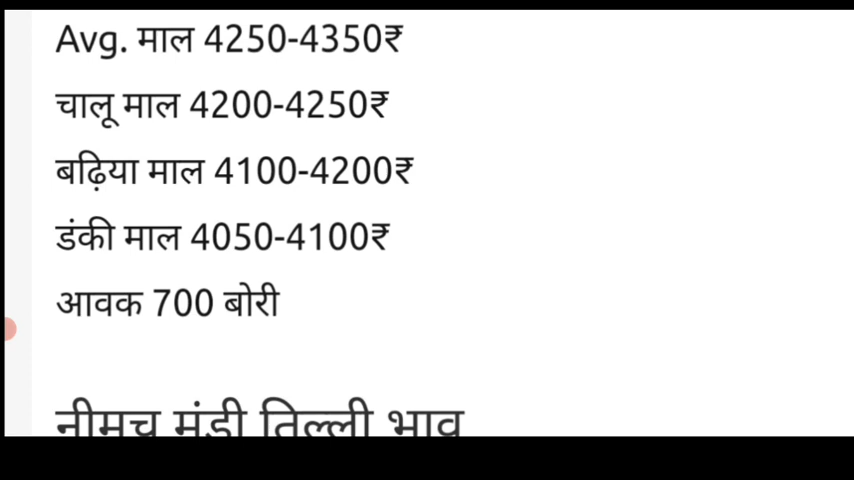 Avg. माल 4250-4350₹
चालू माल 4200-4250₹
बढ़िया माल 4100-4200₹
डंकी माल 4050-4100₹
आवक 700 बोरी
नीमच मंडी तिल्ली भाव